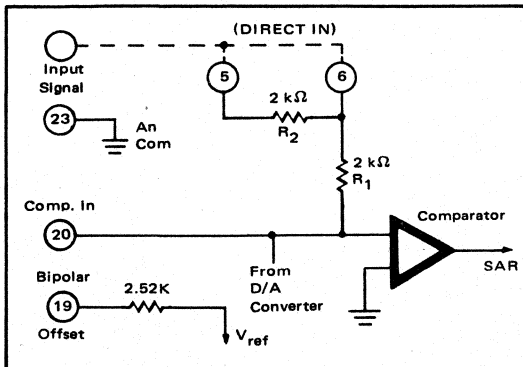 (DIRECT IN)
Input
Signal
5
6
2 kΩ
R2
23
An
Com
2 kΩ
R1
Comp. In
20
Comparator
SAR
From
D/A
Converter
Bipolar
19
Offset
2.52K
Vref